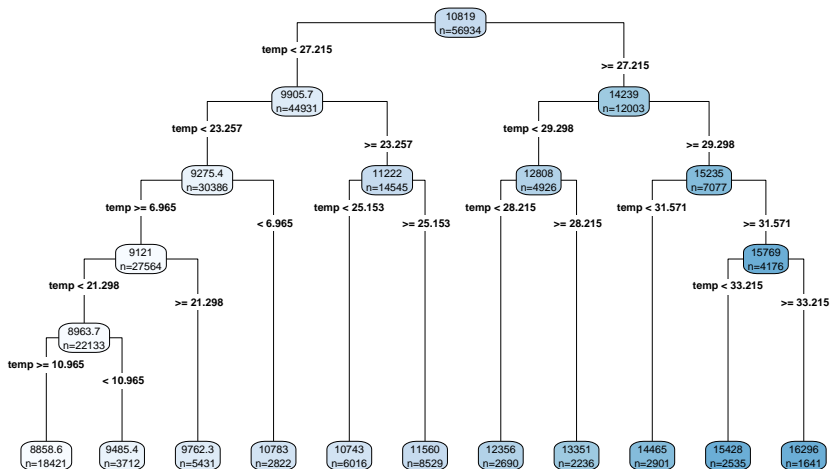 10819
n=56934
temp < 27.215
>= 27.215
9905.7
n=44931
14239
n=12003
temp < 23.257
>= 23.257
temp < 29.298
>= 29.298
9275.4
n=30386
11222
n=14545
12808
n=4926
15235
n=7077
temp >= 6.965
< 6.965
temp < 25.153
>= 25.153
temp < 28.215
>= 28.215
temp < 31.571
>= 31.571
9121
n=27564
15769
n=4176
temp < 21.298
>= 21.298
temp < 33.215
>= 33.215
8963.7
n=22133
temp >= 10.965
< 10.965
8858.6
n=18421
9485.4
n=3712
9762.3
n=5431
10783
n=2822
10743
n=6016
11560
n=8529
12356
n=2690
13351
n=2236
14465
n=2901
15428
n=2535
16296
n=1641